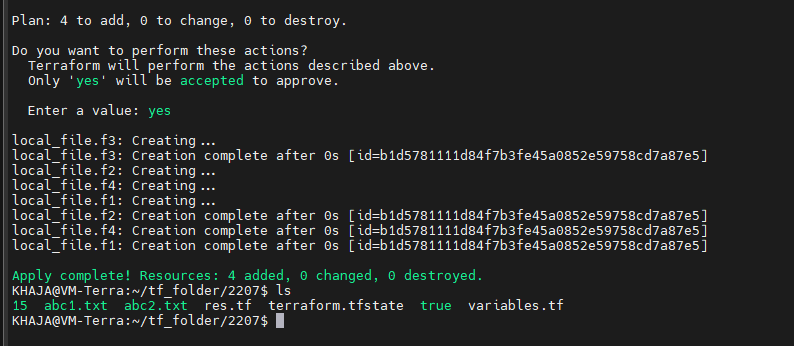 Plan: 4 to add, 0 to change, 0 to destroy.
Do you want to perform these actions?
Terraform will perform the actions described above.
Only 'yes' will be accepted to approve.
Enter a value: yes
local_file.f3: Creating...
local_file.f3: Creation complete after 0s [id=b1d5781111d84f7b3fe45a0852e59758cd7a87e5]
local_file.f2: Creating...
local_file.f4: Creating...
local_file.f1: Creating...
local_file.f2: Creation complete after 0s [id=b1d5781111d84f7b3fe45a0852e59758cd7a87e5]
local_file.f4: Creation complete after 0s [id=b1d5781111d84f7b3fe45a0852e59758cd7a87e5]
local_file.f1: Creation complete after 0s [id=b1d5781111d84f7b3fe45a0852e59758cd7a87e5]
Apply complete! Resources: 4 added, 0 changed, 0 destroyed.
KHAJA@VM-Terra:~/tf_folder/2207$ ls
15 abc1.txt abc2.txt res.tf terraform.tfstate true variables.tf
KHAJA@VM-Terra:~/tf_folder/2207$